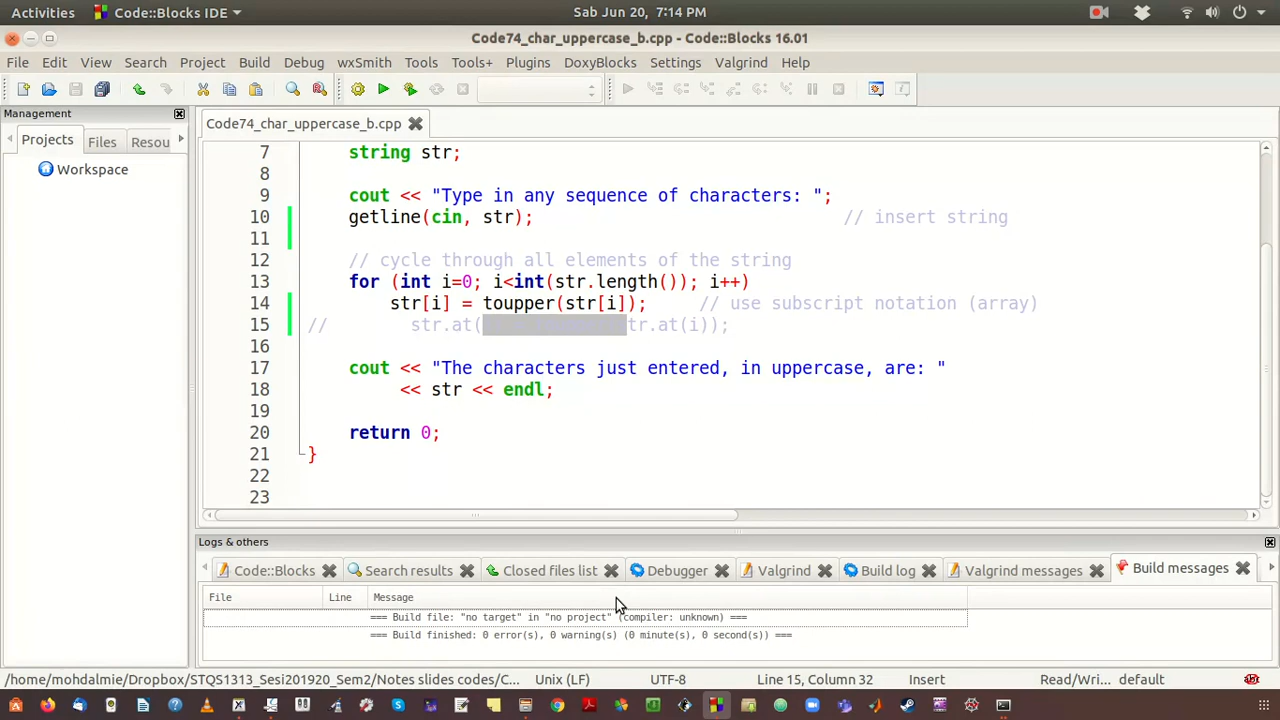 Activities Code::Blocks IDE Sab Jun 20, 7:14 PM
Code74_char_uppercase_b.cpp - Code::Blocks 16.01
File Edit View Search Project Build Debug wxSmith Tools Tools+ Plugins DoxyBlocks Settings Valgrind Help
Management
Projects Files Resou
Workspace
Code74_char_uppercase_b.cpp
7 string str;
8
9 cout << "Type in any sequence of characters: ";
10 getline(cin, str); // insert string
11
12 // cycle through all elements of the string
13 for (int i=0; i<int(str.length()); i++)
14 str[i] = toupper(str[i]); // use subscript notation (array)
15 // str.at( tr.at(i));
16
17 cout << "The characters just entered, in uppercase, are: "
18 << str << endl;
19
20 return 0;
21 }
22
23
Logs & others
Code::Blocks Search results Closed files list Debugger Valgrind Build log Valgrind messages Build messages
File Line Message
=== Build file: "no target" in "no project" (compiler: unknown) ===
=== Build finished: 0 error(s), 0 warning(s) (0 minute(s), 0 second(s)) ===
/home/mohdalmie/Dropbox/STQS1313_Sesi201920_Sem2/Notes slides codes/C... Unix (LF) UTF-8 Line 15, Column 32 Insert Read/Wri... default